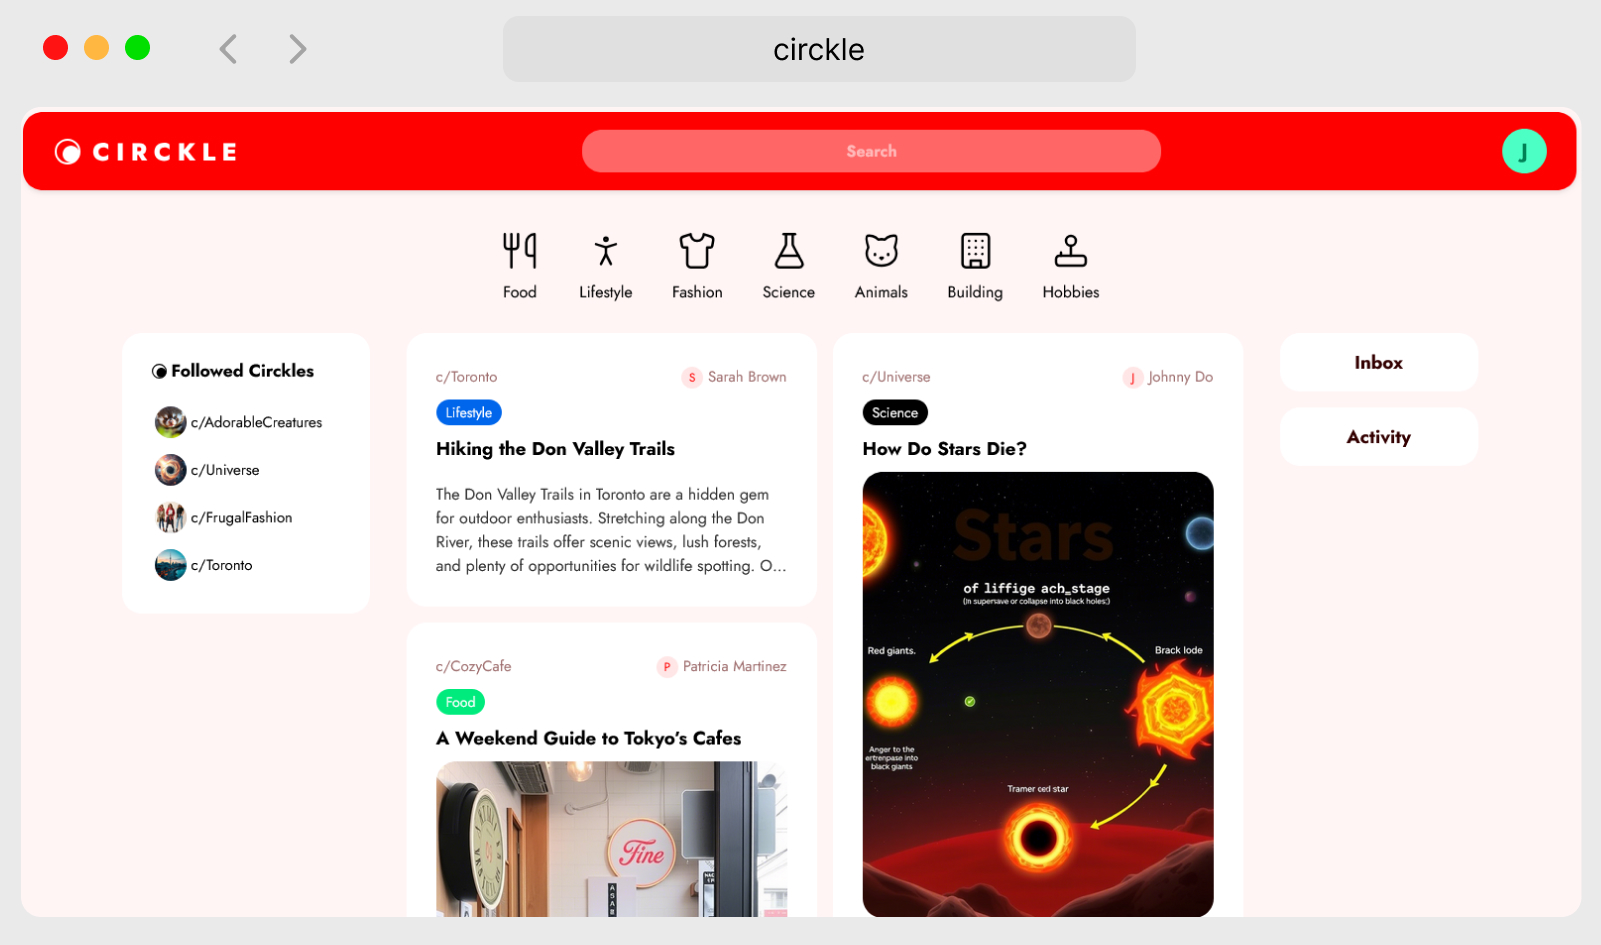 circkle
CIRCKLE
Search
J
Food
Lifestyle
Fashion
Science
Animals
Building
Hobbies
Followed Circkles
c/AdorableCreatures
c/Universe
c/FrugalFashion
c/Toronto
c/Toronto
S Sarah Brown
Lifestyle
Hiking the Don Valley Trails
The Don Valley Trails in Toronto are a hidden gem
for outdoor enthusiasts. Stretching along the Don
River, these trails offer scenic views, lush forests,
and plenty of opportunities for wildlife spotting. O...
c/CozyCafe
P Patricia Martinez
Food
A Weekend Guide to Tokyo's Cafes
Fine
ASAB
c/Universe
J Johnny Do
Science
How Do Stars Die?
Stars
of liffige ach_stage
(in supersave or collapse into black holes;)
Red giants.
Brack lode
Anger to the
ertrenpase into
black giants
Tramer ced star
Inbox
Activity